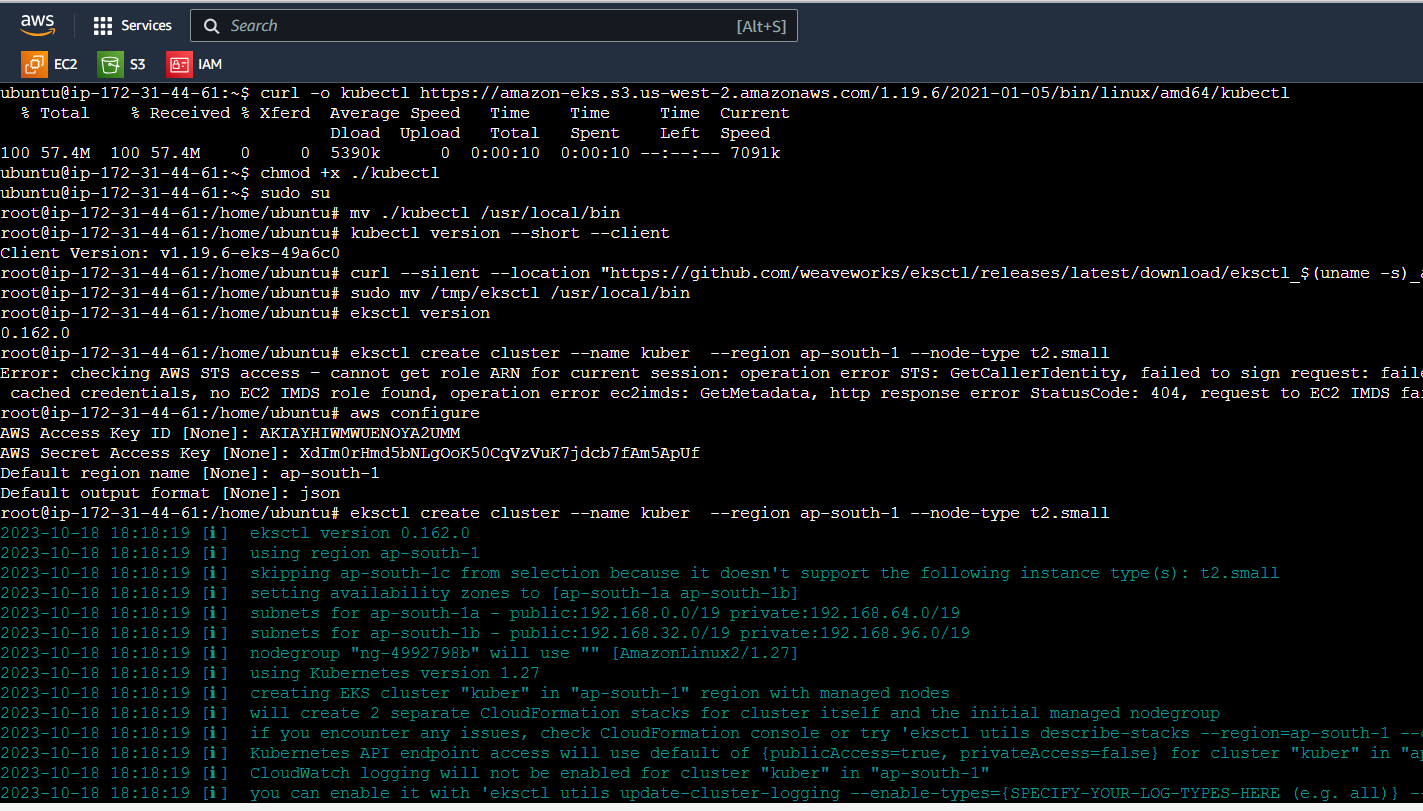 aws
Services
Search
[Alt+S]
EC2
S3
IAM
ubuntu@ip-172-31-44-61:~$ curl -o kubectl https://amazon-eks.s3.us-west-2.amazonaws.com/1.19.6/2021-01-05/bin/linux/amd64/kubectl
% Total % Received % Xferd Average Speed Time Time Time Current
Dload Upload Total Spent Left Speed
100 57.4M 100 57.4M 0 0 5390k 0 0:00:10 0:00:10 --:--:-- 7091k
ubuntu@ip-172-31-44-61:~$ chmod +x ./kubectl
ubuntu@ip-172-31-44-61:~$ sudo su
root@ip-172-31-44-61:/home/ubuntu# mv ./kubectl /usr/local/bin
root@ip-172-31-44-61:/home/ubuntu# kubectl version --short --client
Client Version: v1.19.6-eks-49a6c0
root@ip-172-31-44-61:/home/ubuntu# curl --silent --location "https://github.com/weaveworks/eksctl/releases/latest/download/eksctl_$(uname -s)_
root@ip-172-31-44-61:/home/ubuntu# sudo mv /tmp/eksctl /usr/local/bin
root@ip-172-31-44-61:/home/ubuntu# eksctl version
0.162.0
root@ip-172-31-44-61:/home/ubuntu# eksctl create cluster --name kuber  --region ap-south-1 --node-type t2.small
Error: checking AWS STS access – cannot get role ARN for current session: operation error STS: GetCallerIdentity, failed to sign request: faile
cached credentials, no EC2 IMDS role found, operation error ec2imds: GetMetadata, http response error StatusCode: 404, request to EC2 IMDS fai
root@ip-172-31-44-61:/home/ubuntu# aws configure
AWS Access Key ID [None]: AKIAYHIWMWUENOYA2UMM
AWS Secret Access Key [None]: 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
Default region name [None]: ap-south-1
Default output format [None]: json
root@ip-172-31-44-61:/home/ubuntu# eksctl create cluster --name kuber  --region ap-south-1 --node-type t2.small
2023-10-18 18:18:19 [ℹ]  eksctl version 0.162.0
2023-10-18 18:18:19 [ℹ]  using region ap-south-1
2023-10-18 18:18:19 [ℹ]  skipping ap-south-1c from selection because it doesn't support the following instance type(s): t2.small
2023-10-18 18:18:19 [ℹ]  setting availability zones to [ap-south-1a ap-south-1b]
2023-10-18 18:18:19 [ℹ]  subnets for ap-south-1a - public:192.168.0.0/19 private:192.168.64.0/19
2023-10-18 18:18:19 [ℹ]  subnets for ap-south-1b - public:192.168.32.0/19 private:192.168.96.0/19
2023-10-18 18:18:19 [ℹ]  nodegroup "ng-4992798b" will use "" [AmazonLinux2/1.27]
2023-10-18 18:18:19 [ℹ]  using Kubernetes version 1.27
2023-10-18 18:18:19 [ℹ]  creating EKS cluster "kuber" in "ap-south-1" region with managed nodes
2023-10-18 18:18:19 [ℹ]  will create 2 separate CloudFormation stacks for cluster itself and the initial managed nodegroup
2023-10-18 18:18:19 [ℹ]  if you encounter any issues, check CloudFormation console or try 'eksctl utils describe-stacks --region=ap-south-1 --
2023-10-18 18:18:19 [ℹ]  Kubernetes API endpoint access will use default of {publicAccess=true, privateAccess=false} for cluster "kuber" in "ap
2023-10-18 18:18:19 [ℹ]  CloudWatch logging will not be enabled for cluster "kuber" in "ap-south-1"
2023-10-18 18:18:19 [ℹ]  you can enable it with 'eksctl utils update-cluster-logging --enable-types={SPECIFY-YOUR-LOG-TYPES-HERE (e.g. all)} --